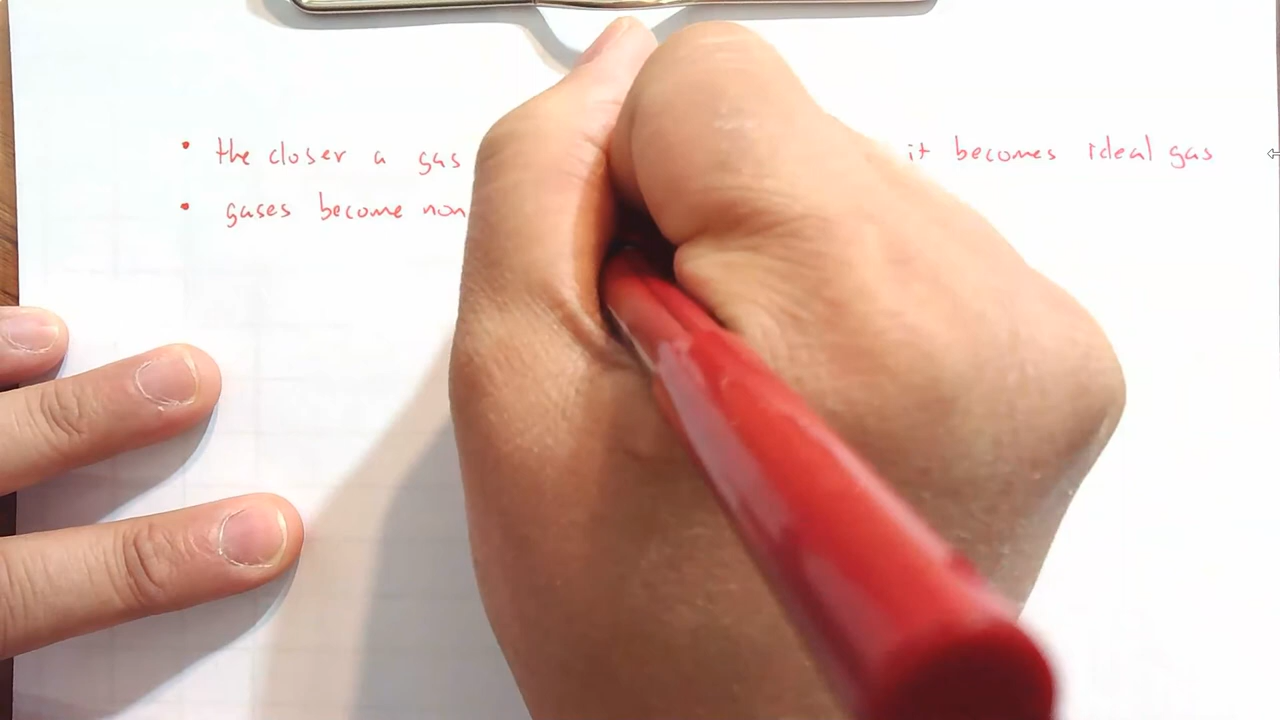 • the closer a gas it becomes ideal gas
• gases become non